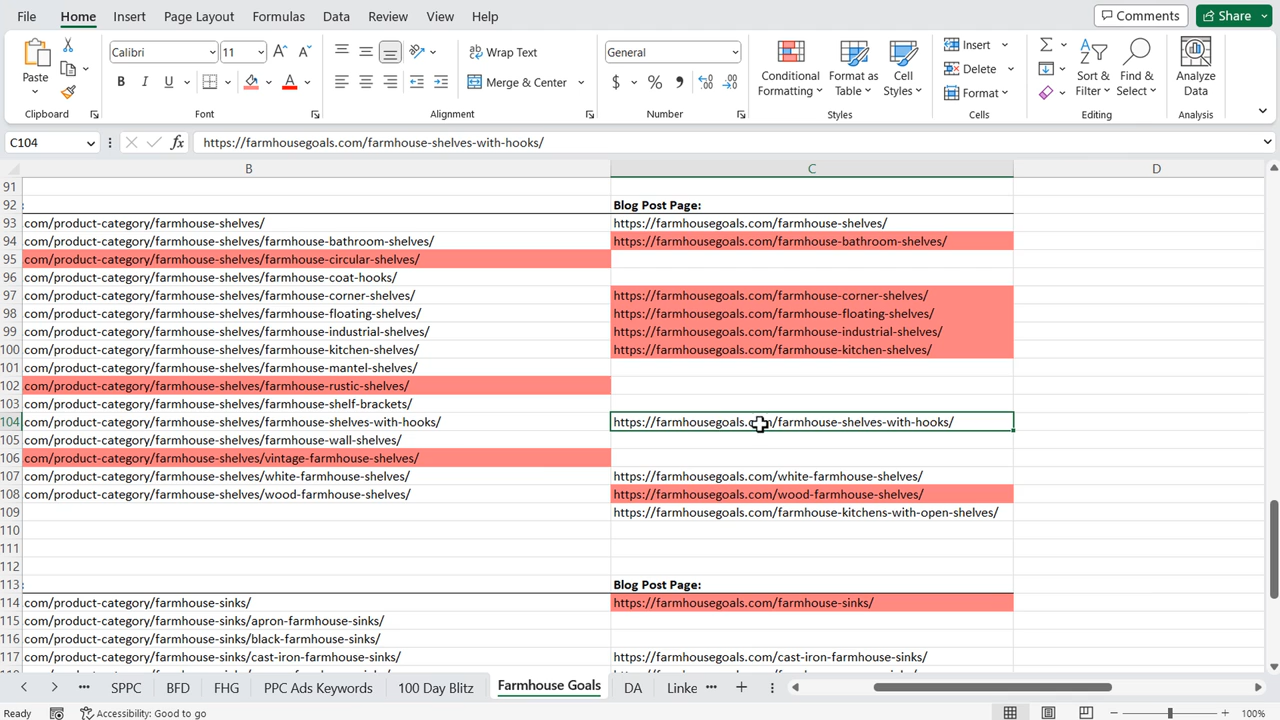 File Home Insert Page Layout Formulas Data Review View Help Comments Share
Calibri 11 A A Wrap Text General Insert
Paste B I U A Merge & Center $ % , Conditional Formatting Format as Table Cell Styles Delete Sort & Filter Find & Select Analyze Data
Format
Clipboard Font Alignment Number Styles Cells Editing Analysis
C104 fx https://farmhousegoals.com/farmhouse-shelves-with-hooks/
B C D
91
92 : Blog Post Page:
93 com/product-category/farmhouse-shelves/ https://farmhousegoals.com/farmhouse-shelves/
94 com/product-category/farmhouse-shelves/farmhouse-bathroom-shelves/ https://farmhousegoals.com/farmhouse-bathroom-shelves/
95 com/product-category/farmhouse-shelves/farmhouse-circular-shelves/
96 com/product-category/farmhouse-shelves/farmhouse-coat-hooks/
97 com/product-category/farmhouse-shelves/farmhouse-corner-shelves/ https://farmhousegoals.com/farmhouse-corner-shelves/
98 com/product-category/farmhouse-shelves/farmhouse-floating-shelves/ https://farmhousegoals.com/farmhouse-floating-shelves/
99 com/product-category/farmhouse-shelves/farmhouse-industrial-shelves/ https://farmhousegoals.com/farmhouse-industrial-shelves/
100 com/product-category/farmhouse-shelves/farmhouse-kitchen-shelves/ https://farmhousegoals.com/farmhouse-kitchen-shelves/
101 com/product-category/farmhouse-shelves/farmhouse-mantel-shelves/
102 com/product-category/farmhouse-shelves/farmhouse-rustic-shelves/
103 com/product-category/farmhouse-shelves/farmhouse-shelf-brackets/
104 com/product-category/farmhouse-shelves/farmhouse-shelves-with-hooks/ https://farmhousegoals.com/farmhouse-shelves-with-hooks/
105 com/product-category/farmhouse-shelves/farmhouse-wall-shelves/
106 com/product-category/farmhouse-shelves/vintage-farmhouse-shelves/
107 com/product-category/farmhouse-shelves/white-farmhouse-shelves/ https://farmhousegoals.com/white-farmhouse-shelves/
108 com/product-category/farmhouse-shelves/wood-farmhouse-shelves/ https://farmhousegoals.com/wood-farmhouse-shelves/
109 https://farmhousegoals.com/farmhouse-kitchens-with-open-shelves/
110
111
112
113 : Blog Post Page:
114 com/product-category/farmhouse-sinks/ https://farmhousegoals.com/farmhouse-sinks/
115 com/product-category/farmhouse-sinks/apron-farmhouse-sinks/
116 com/product-category/farmhouse-sinks/black-farmhouse-sinks/
117 com/product-category/farmhouse-sinks/cast-iron-farmhouse-sinks/ https://farmhousegoals.com/cast-iron-farmhouse-sinks/
SPPC BFD FHG PPC Ads Keywords 100 Day Blitz Farmhouse Goals DA Linke
Ready Accessibility: Good to go 100%